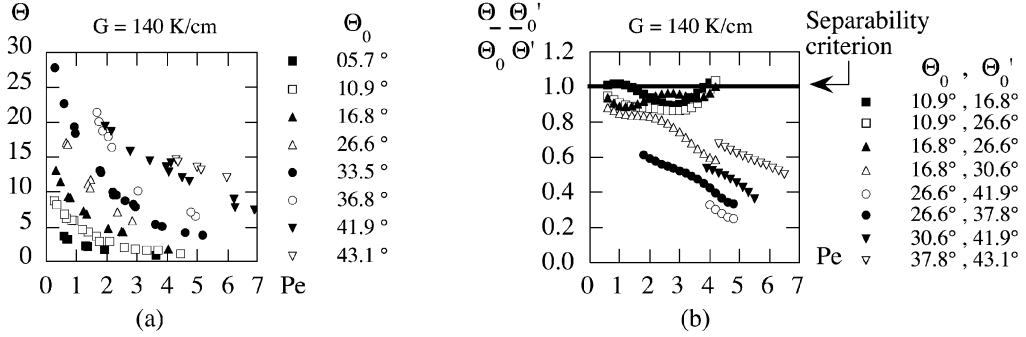 Θ
G = 140 K/cm
30
25
20
15
10
5
0
0 1 2 3 4 5 6 7 Pe
(a)
Θ0
05.7 °
10.9 °
16.8 °
26.6 °
33.5 °
36.8 °
41.9 °
43.1 °
Θ Θ0'
Θ0 Θ'
G = 140 K/cm
1.2
1.0
0.8
0.6
0.4
0.2
0.0
0 1 2 3 4 5 6 7
Pe
(b)
Separability
criterion
Θ0 , Θ0'
10.9° , 16.8°
10.9° , 26.6°
16.8° , 26.6°
16.8° , 30.6°
26.6° , 41.9°
26.6° , 37.8°
30.6° , 41.9°
37.8° , 43.1°